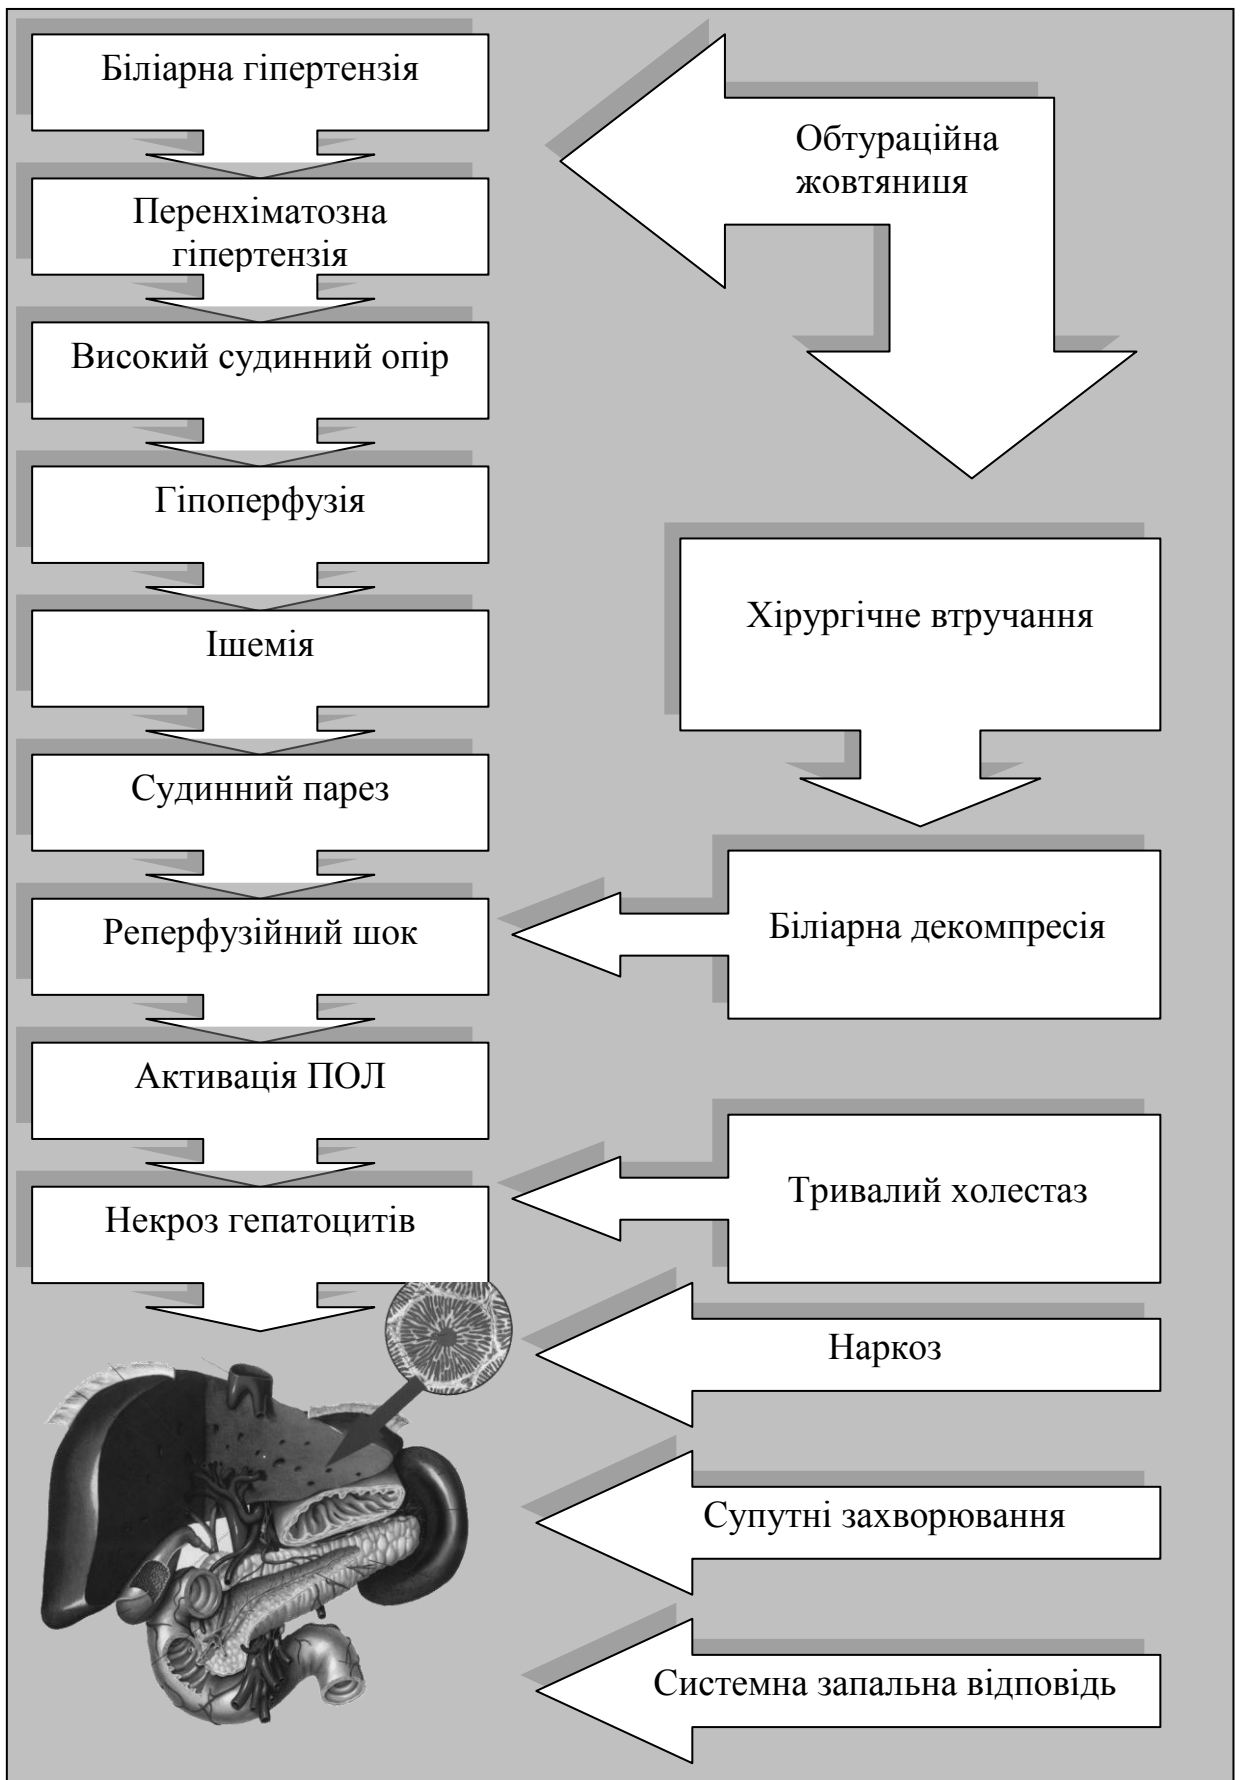 Біліарна гіпертензія
Перенхіматозна
гіпертензія
Високий судинний опір
Гіпоперфузія
Ішемія
Судинний парез
Реперфузійний шок
Активація ПОЛ
Некроз гепатоцитів
Обтураційна
жовтяниця
Хірургічне втручання
Біліарна декомпресія
Тривалий холестаз
Наркоз
Супутні захворювання
Системна запальна відповідь